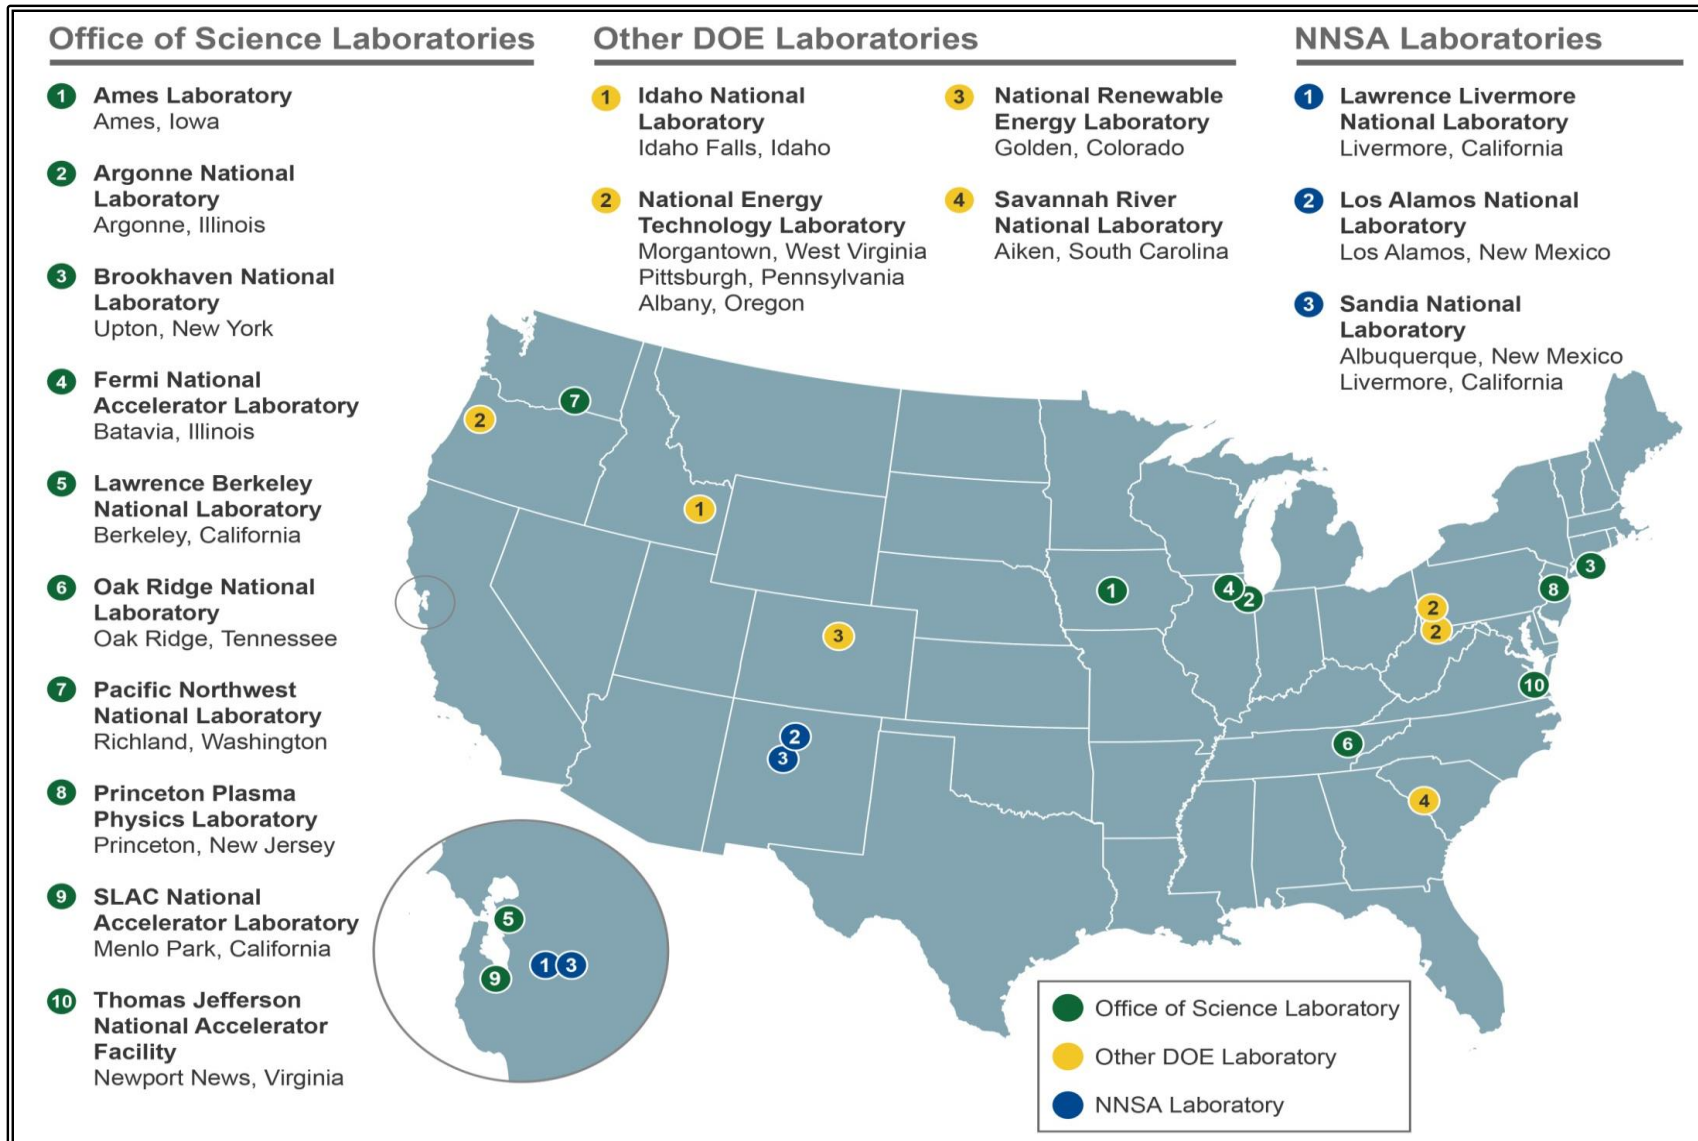 Office of Science Laboratories
1 Ames Laboratory
Ames, Iowa
2 Argonne National
Laboratory
Argonne, Illinois
3 Brookhaven National
Laboratory
Upton, New York
4 Fermi National
Accelerator Laboratory
Batavia, Illinois
5 Lawrence Berkeley
National Laboratory
Berkeley, California
6 Oak Ridge National
Laboratory
Oak Ridge, Tennessee
7 Pacific Northwest
National Laboratory
Richland, Washington
8 Princeton Plasma
Physics Laboratory
Princeton, New Jersey
9 SLAC National
Accelerator Laboratory
Menlo Park, California
10 Thomas Jefferson
National Accelerator
Facility
Newport News, Virginia
Other DOE Laboratories
1 Idaho National
Laboratory
Idaho Falls, Idaho
2 National Energy
Technology Laboratory
Morgantown, West Virginia
Pittsburgh, Pennsylvania
Albany, Oregon
3 National Renewable
Energy Laboratory
Golden, Colorado
4 Savannah River
National Laboratory
Aiken, South Carolina
NNSA Laboratories
1 Lawrence Livermore
National Laboratory
Livermore, California
2 Los Alamos National
Laboratory
Los Alamos, New Mexico
3 Sandia National
Laboratory
Albuquerque, New Mexico
Livermore, California
7
2
1
3
2
3
1
4
2
3
8
2
2
10
6
4
5
1
3
9
Office of Science Laboratory
Other DOE Laboratory
NNSA Laboratory